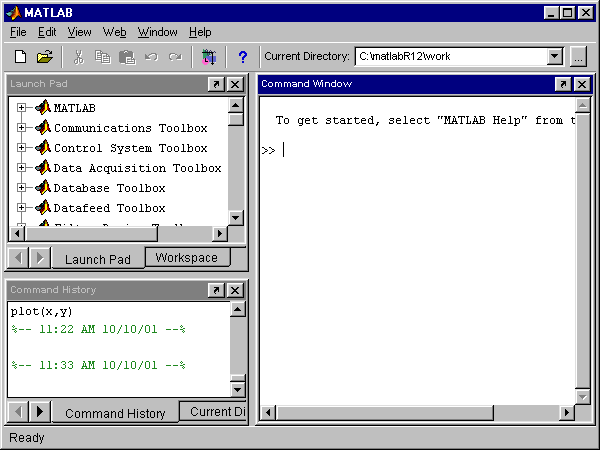 MATLAB
File Edit View Web Window Help
? Current Directory: C:\matlabR12\work ...
Launch Pad
MATLAB
Communications Toolbox
Control System Toolbox
Data Acquisition Toolbox
Database Toolbox
Datafeed Toolbox
Launch Pad Workspace
Command History
plot(x,y)
%-- 11:22 AM 10/10/01 --%
%-- 11:33 AM 10/10/01 --%
Command History Current Di
Command Window
To get started, select "MATLAB Help" from t
>>
Ready